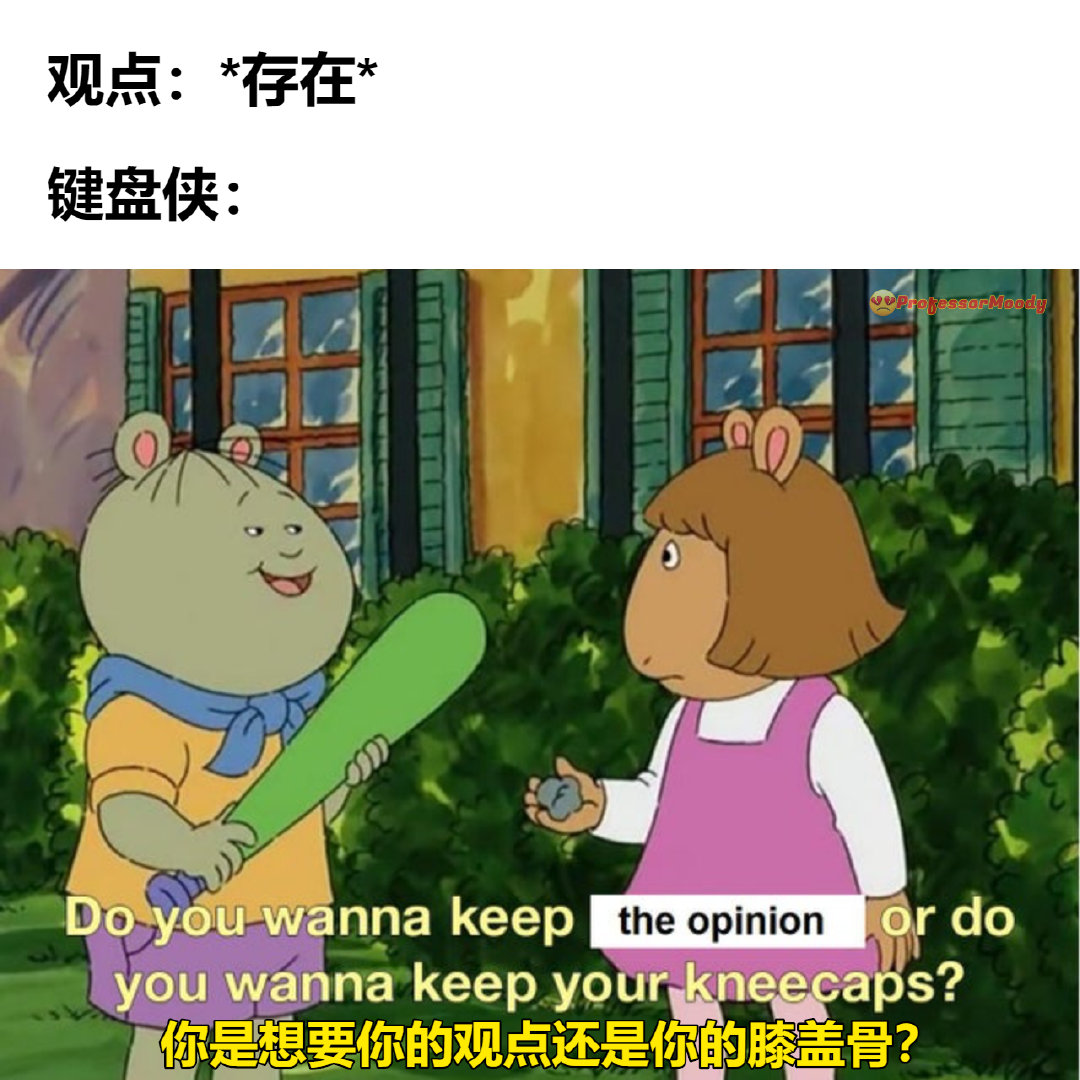 观点：*存在*
键盘侠：
ProfessorMoody
Do you wanna keep the opinion or do
you wanna keep your kneecaps?
你是想要你的观点还是你的膝盖骨？